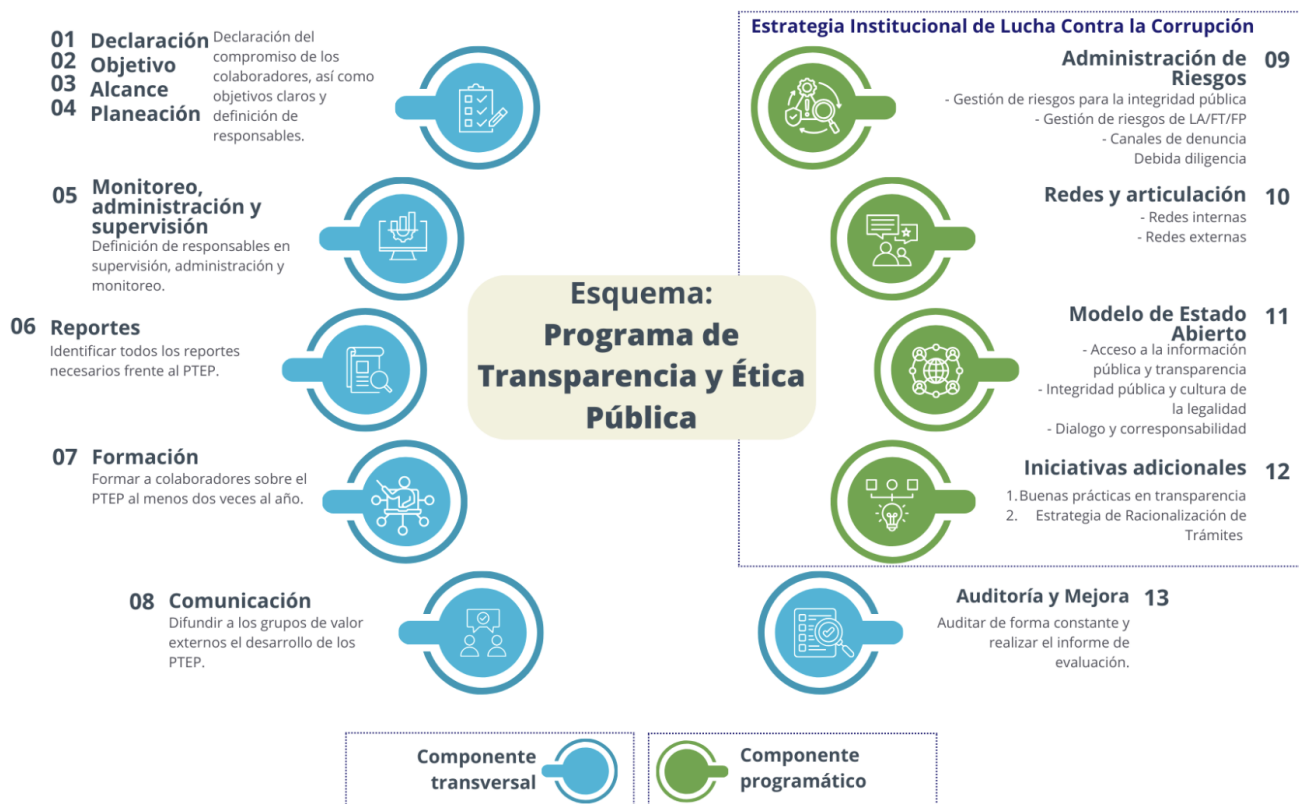 01 Declaración
02 Objetivo
03 Alcance
04 Planeación
Declaración del
compromiso de los
colaboradores, así como
objetivos claros y
definición de
responsables.
05 Monitoreo,
administración y
supervisión
Definición de responsables en
supervisión, administración y
monitoreo.
06 Reportes
Identificar todos los reportes
necesarios frente al PTEP.
07 Formación
Formar a colaboradores sobre el
PTEP al menos dos veces al año.
08 Comunicación
Difundir a los grupos de valor
externos el desarrollo de los
PTEP.
Esquema:
Programa de
Transparencia y Ética
Pública
Estrategia Institucional de Lucha Contra la Corrupción
Administración de 09
Riesgos
- Gestión de riesgos para la integridad pública
- Gestión de riesgos de LA/FT/FP
- Canales de denuncia
Debida diligencia
Redes y articulación 10
- Redes internas
- Redes externas
Modelo de Estado 11
Abierto
- Acceso a la información
pública y transparencia
- Integridad pública y cultura de
la legalidad
- Dialogo y corresponsabilidad
Iniciativas adicionales 12
1. Buenas prácticas en transparencia
2. Estrategia de Racionalización de
Trámites
Auditoría y Mejora 13
Auditar de forma constante y
realizar el informe de
evaluación.
Componente
transversal
Componente
programático